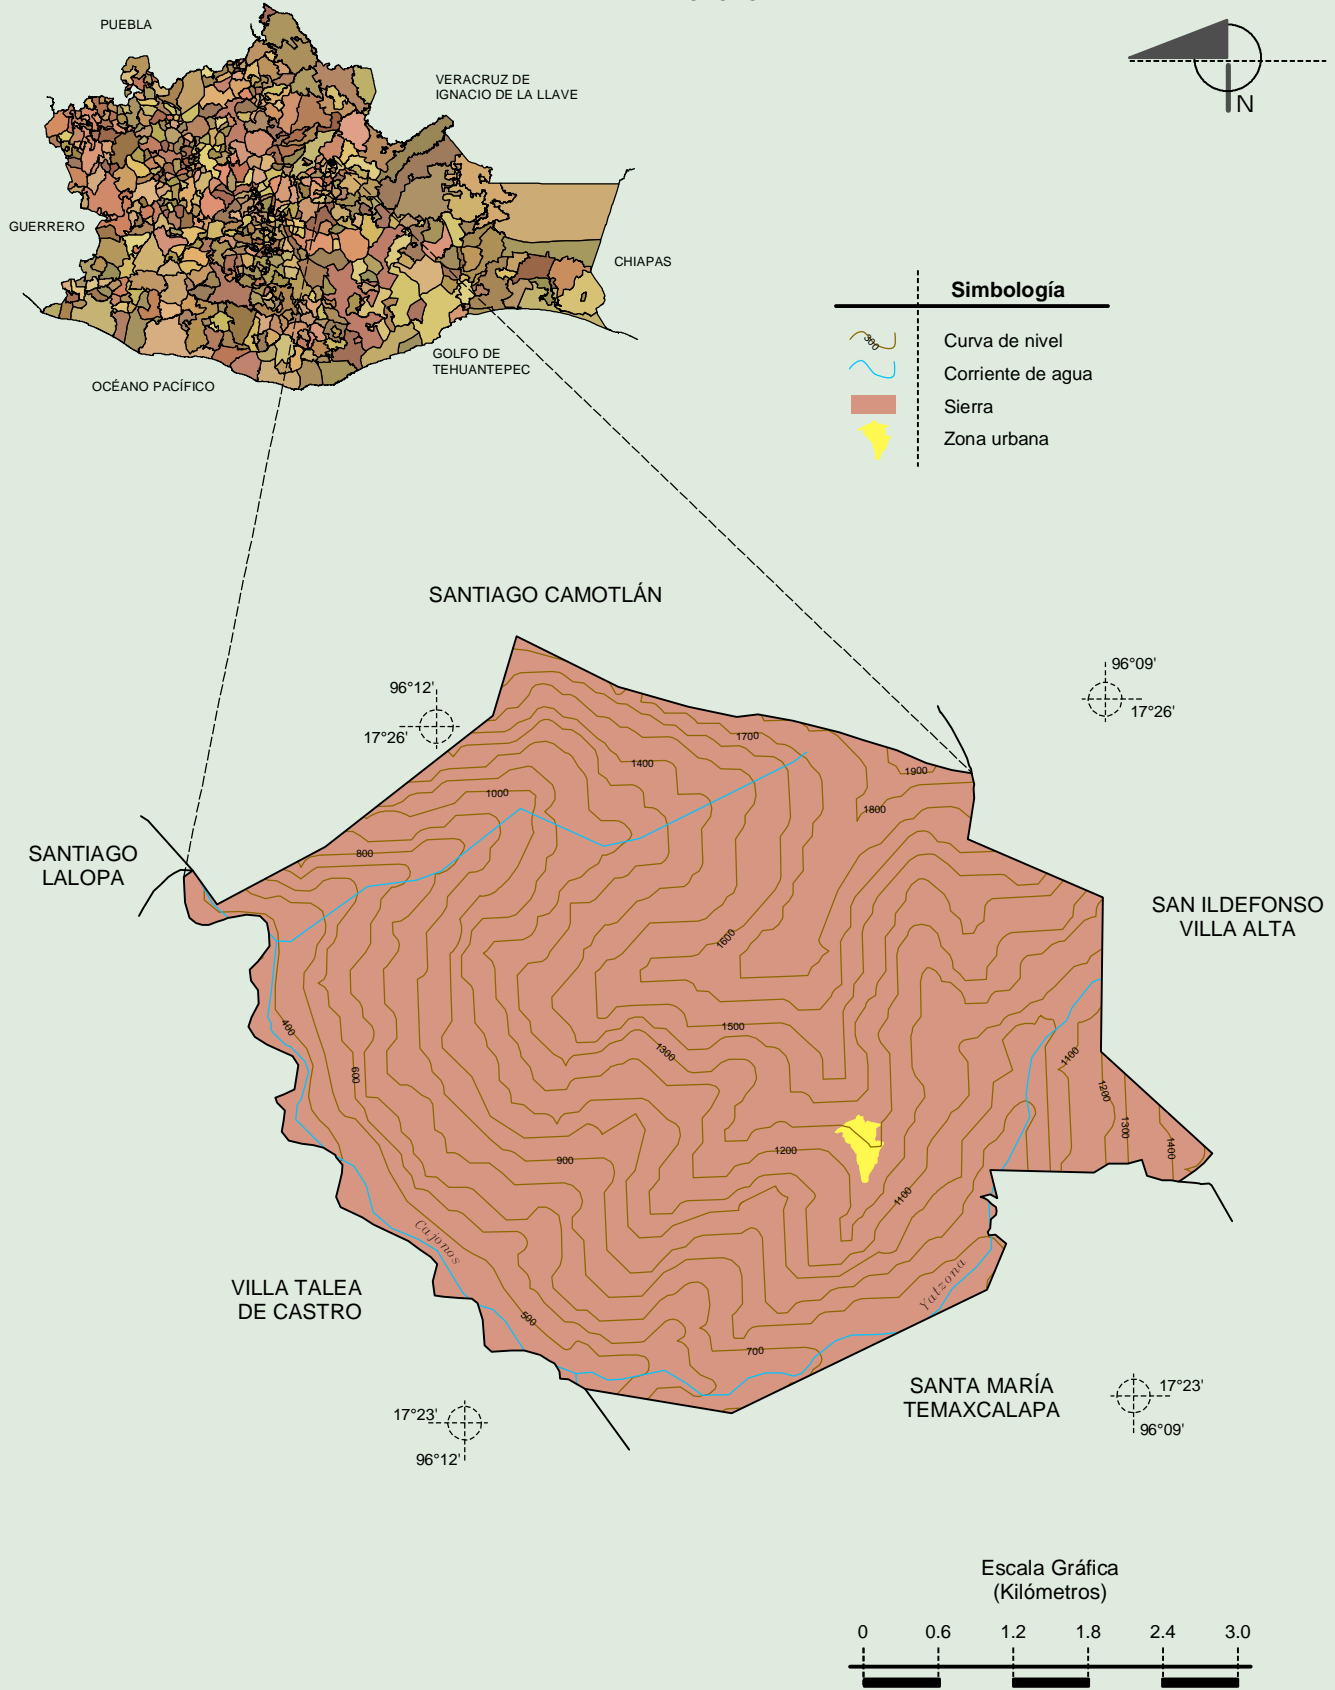 PUEBLA
VERACRUZ DE
IGNACIO DE LA LLAVE
N
GUERRERO
CHIAPAS
GOLFO DE
TEHUANTEPEC
OCÉANO PACÍFICO
Simbología
300
Curva de nivel
Corriente de agua
Sierra
Zona urbana
SANTIAGO CAMOTLÁN
96°12'
17°26'
96°09'
17°26'
1700
1400
1900
1000
1800
800
SANTIAGO
LALOPA
SAN ILDEFONSO
VILLA ALTA
1600
400
1500
1300
600
1100
1200
1300
1400
1200
900
1100
Cajonos
Yatzona
VILLA TALEA
DE CASTRO
500
700
SANTA MARÍA
TEMAXCALAPA
17°23'
96°12'
17°23'
96°09'
Escala Gráfica
(Kilómetros)
0 0.6 1.2 1.8 2.4 3.0